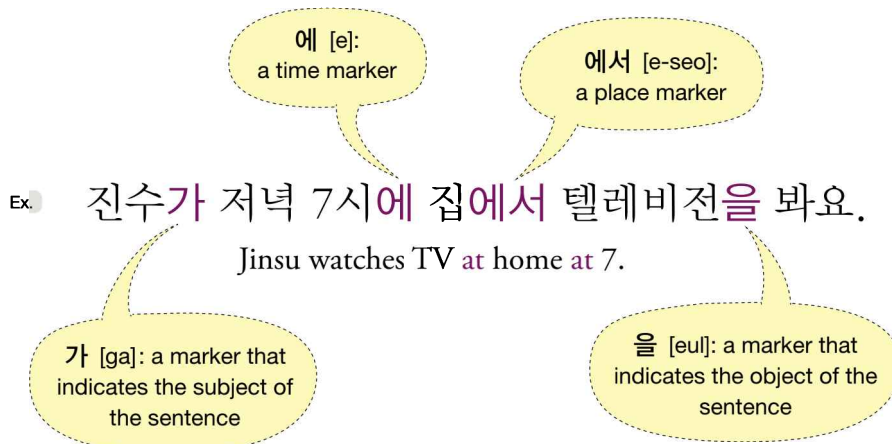 에 [e]:
a time marker
에서 [e-seo]:
a place marker
Ex. 진수가 저녁 7시에 집에서 텔레비전을 봐요.
Jinsu watches TV at home at 7.
가 [ga]: a marker that
indicates the subject of
the sentence
을 [eul]: a marker that
indicates the object of the
sentence